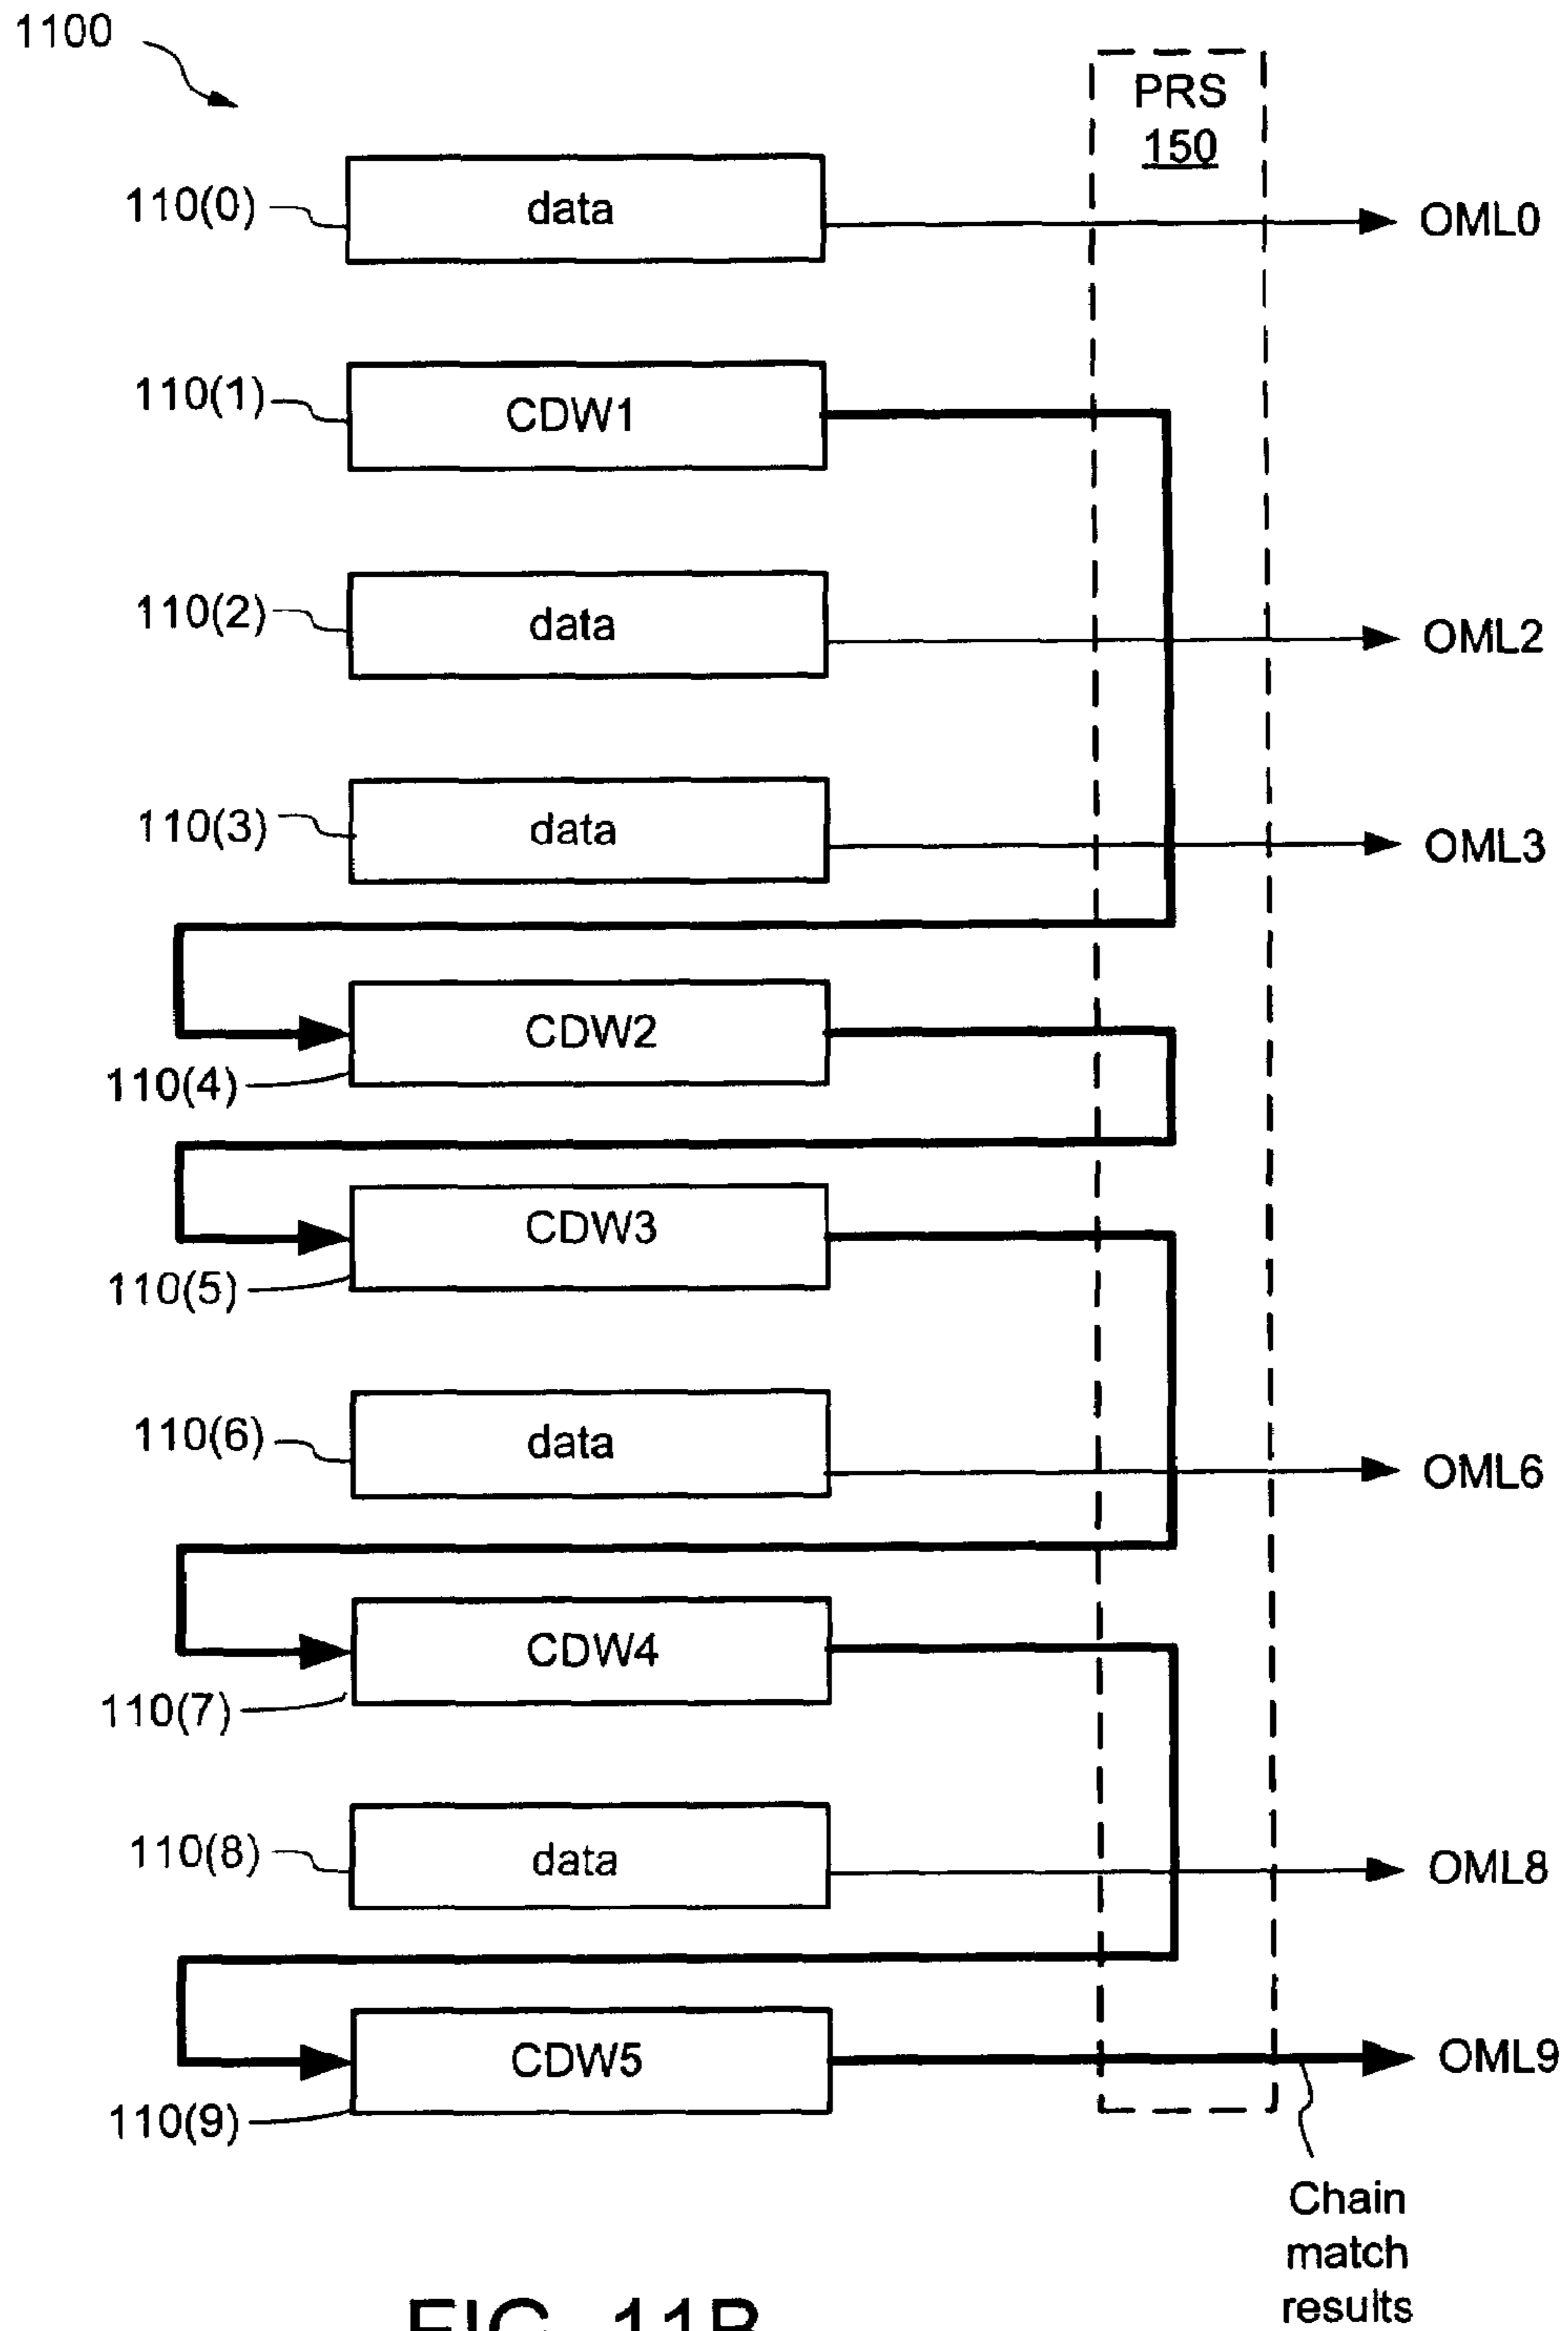 1100
PRS
150
110(0)
data
OML0
110(1)
CDW1
110(2)
data
OML2
110(3)
data
OML3
CDW2
110(4)
CDW3
110(5)
110(6)
data
OML6
CDW4
110(7)
110(8)
data
OML8
CDW5
OML9
110(9)
Chain
match
results
FIG. 11B